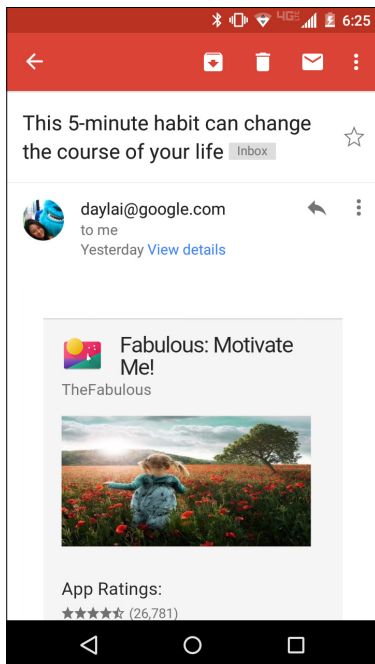 4G 6:25
This 5-minute habit can change
the course of your life Inbox
daylai@google.com
to me
Yesterday View details
Fabulous: Motivate
Me!
TheFabulous
App Ratings:
(26,781)